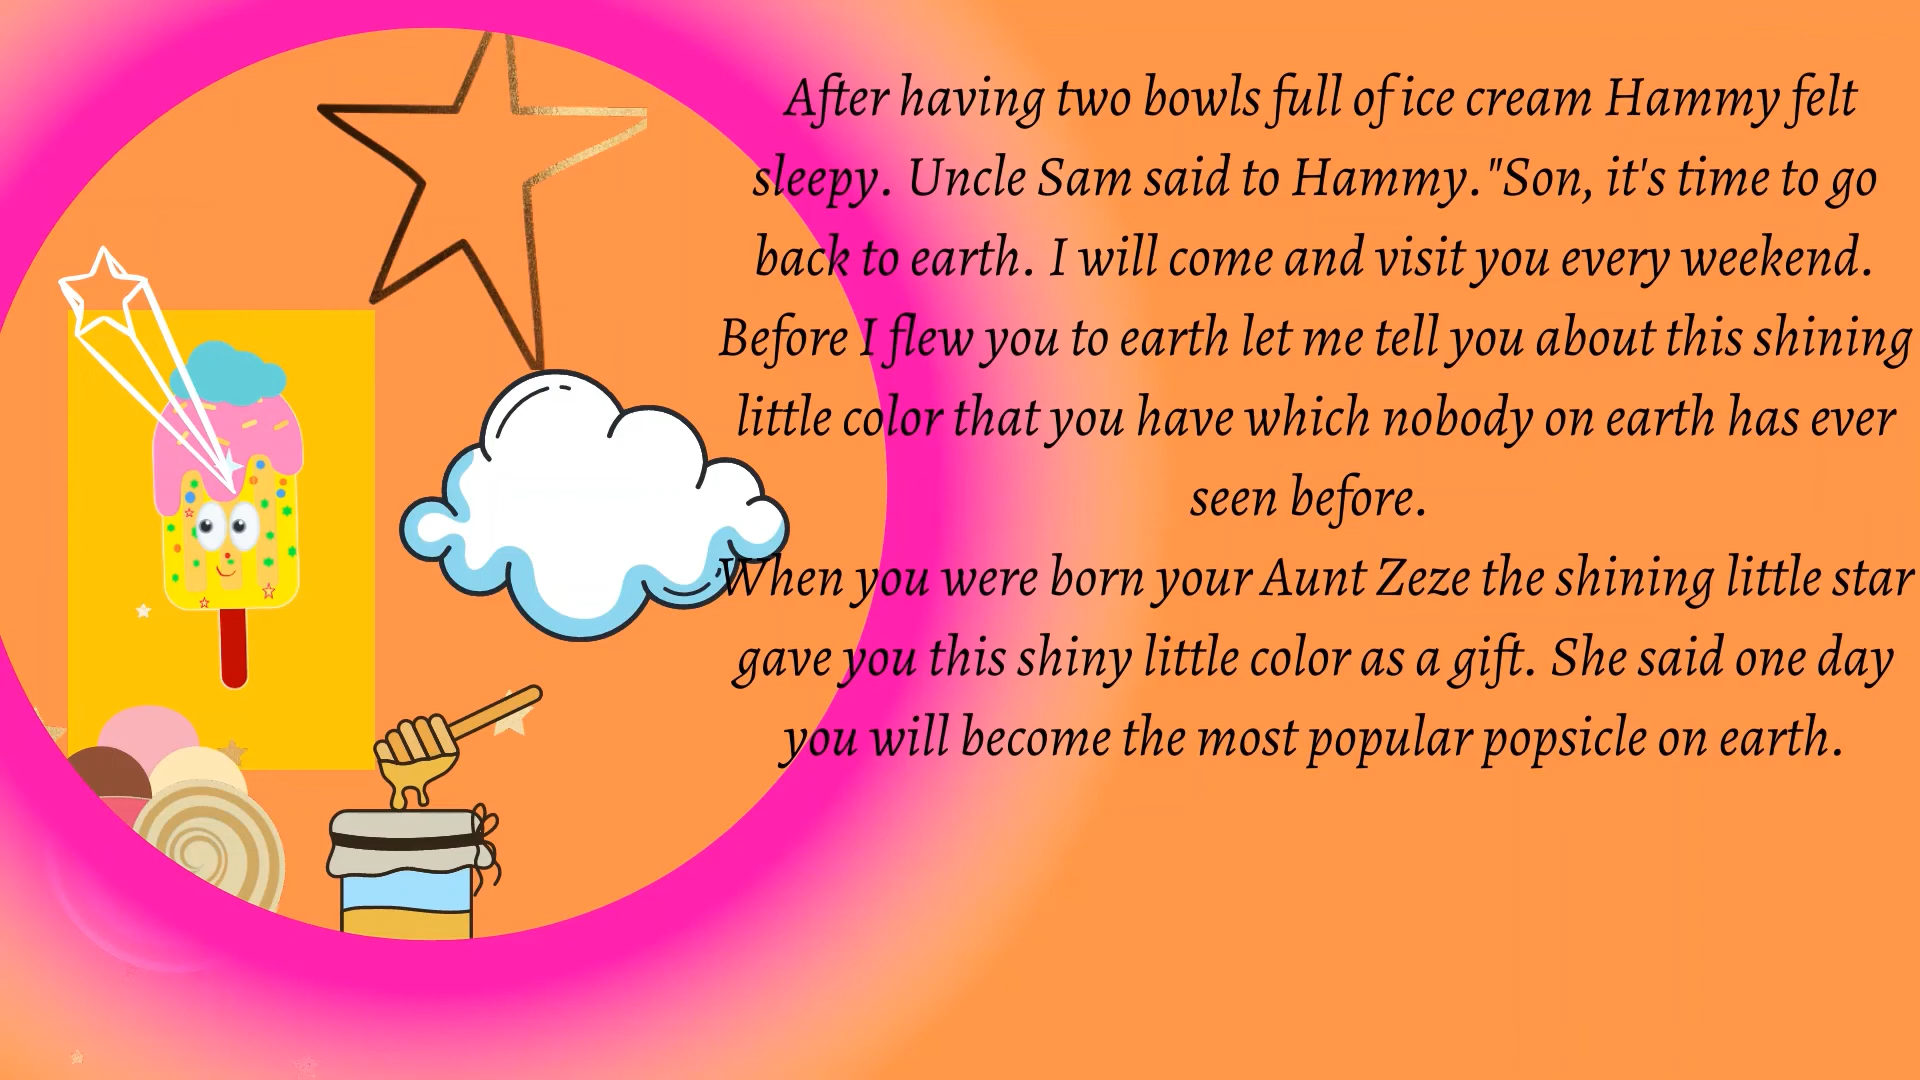 After having two bowls full of ice cream Hammy felt
sleepy. Uncle Sam said to Hammy."Son, it's time to go
back to earth. I will come and visit you every weekend.
Before I flew you to earth let me tell you about this shining
little color that you have which nobody on earth has ever
seen before.
When you were born your Aunt Zeze the shining little star
gave you this shiny little color as a gift. She said one day
you will become the most popular popsicle on earth.